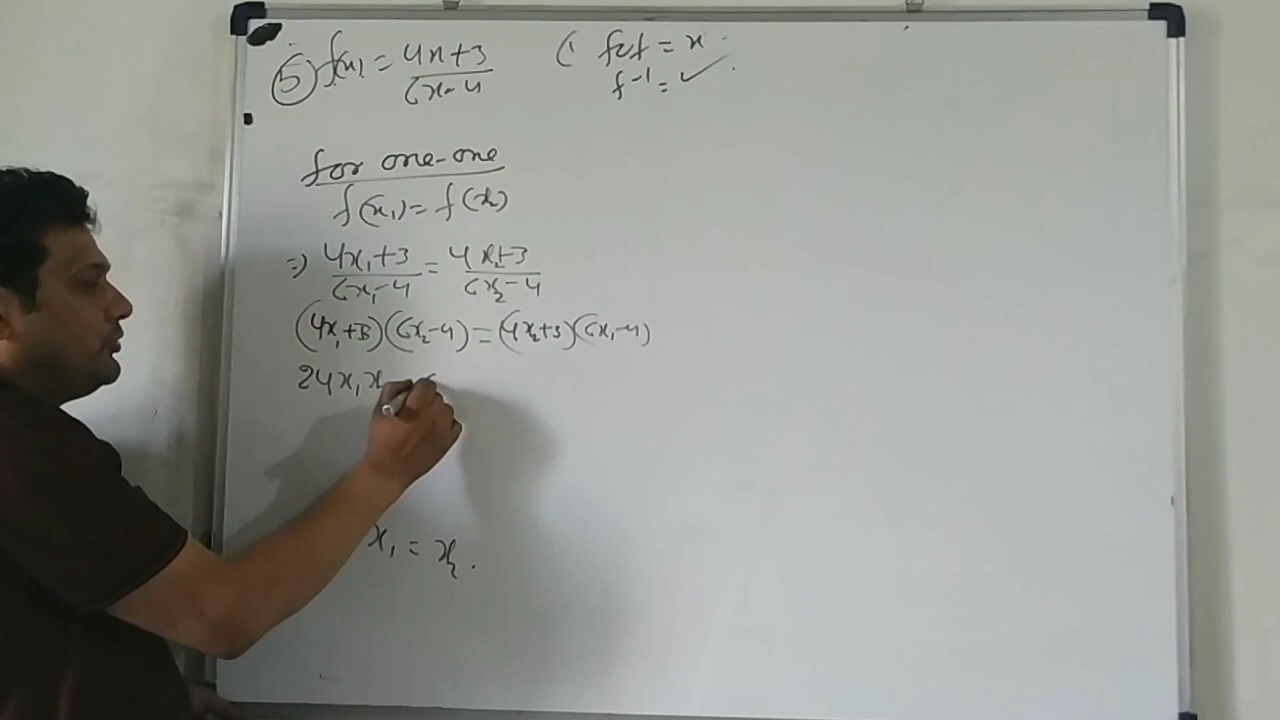 ⑤ f(x) = 4x+3 / 6x-4 ( fof = x
f⁻¹ = ✓
for one-one
f(x₁) = f(x₂)
⇒ 4x₁+3 / 6x₁-4 = 4x₂+3 / 6x₂-4
(4x₁+3)(6x₂-4) = (4x₂+3)(6x₁-4)
24x₁x
x₁ = x₂.